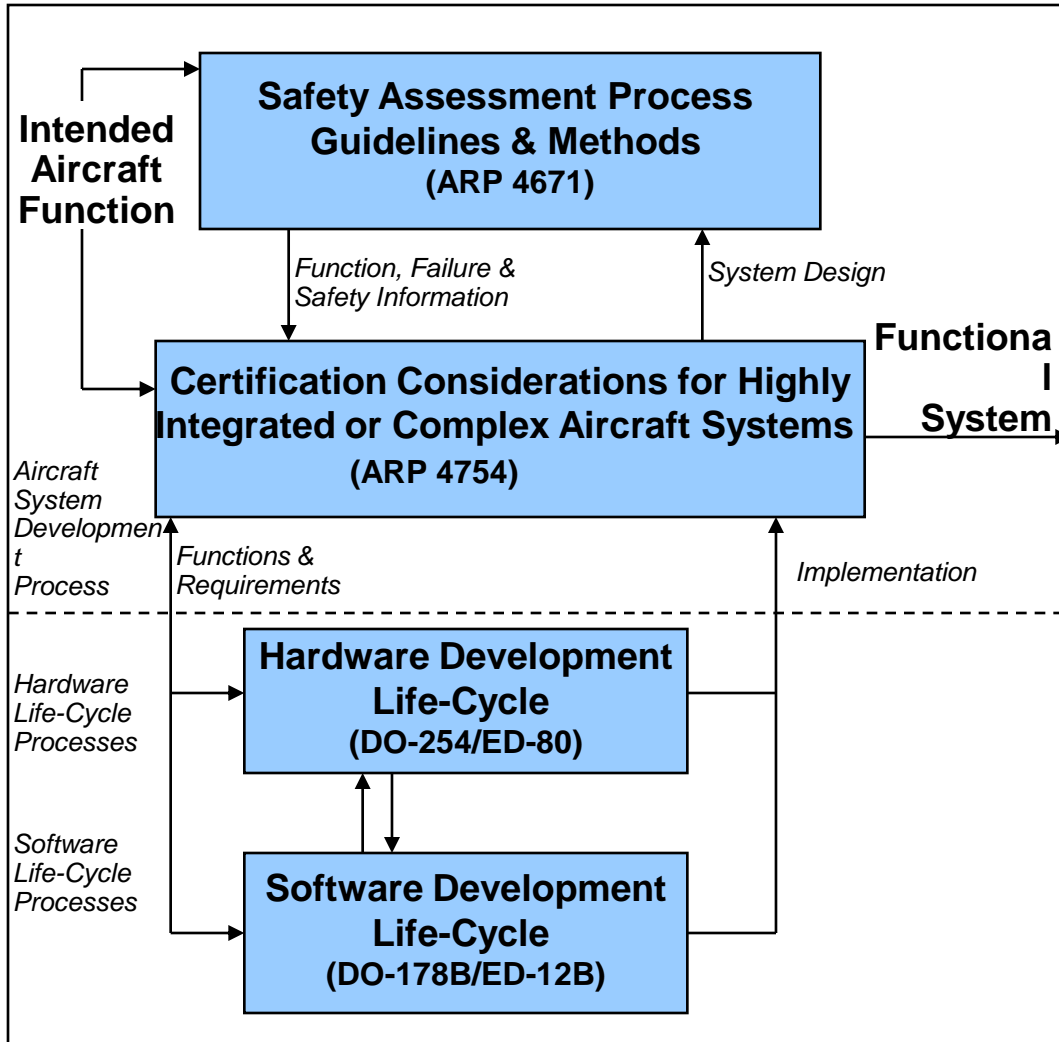 Safety Assessment Process
Guidelines & Methods
(ARP 4671)
Intended
Aircraft
Function
Function, Failure &
Safety Information
System Design
Functiona
l
System
Certification Considerations for Highly
Integrated or Complex Aircraft Systems
(ARP 4754)
Aircraft
System
Developmen
t
Process
Functions &
Requirements
Implementation
Hardware Development
Life-Cycle
(DO-254/ED-80)
Hardware
Life-Cycle
Processes
Software
Life-Cycle
Processes
Software Development
Life-Cycle
(DO-178B/ED-12B)